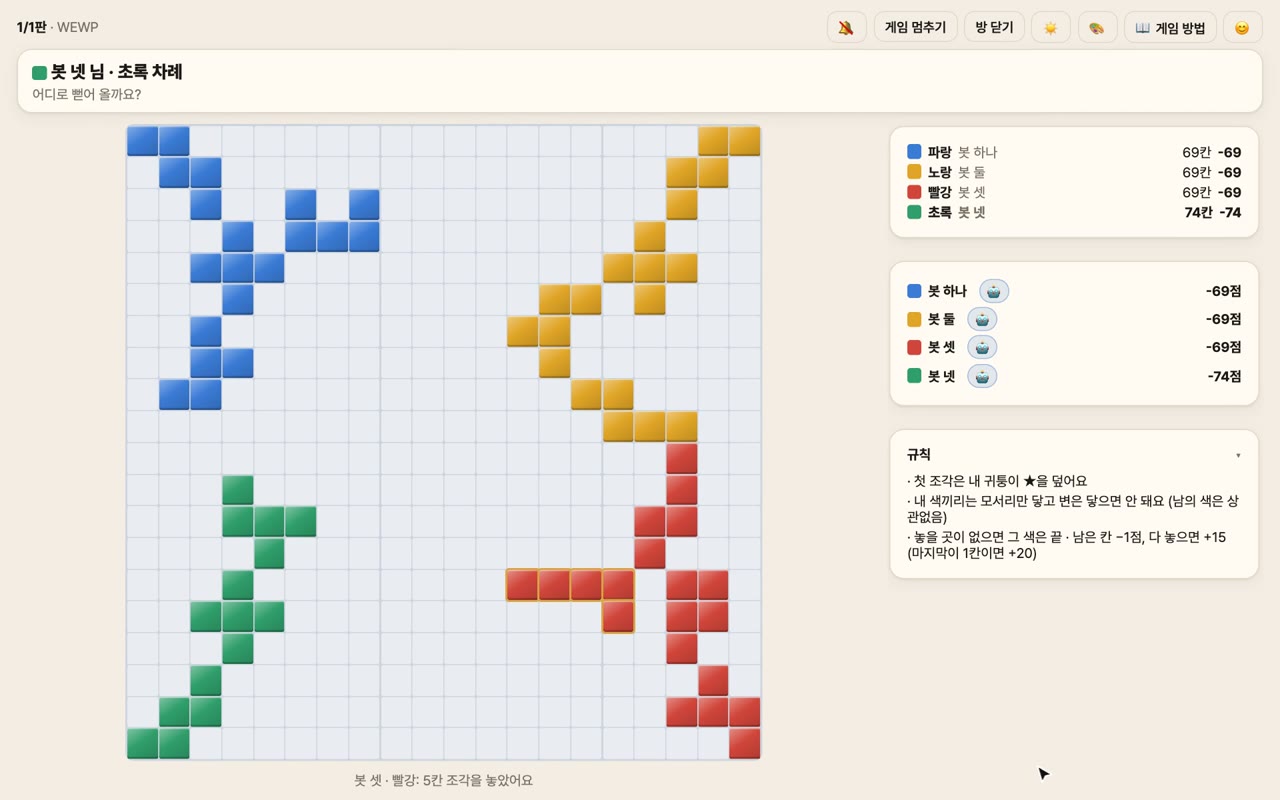 1/1판 · WEWP
게임 멈추기
방 닫기
📖 게임 방법
봇 넷 님 · 초록 차례
어디로 뻗어 올까요?
파랑 봇 하나 69칸 -69
노랑 봇 둘 69칸 -69
빨강 봇 셋 69칸 -69
초록 봇 넷 74칸 -74
봇 하나 -69점
봇 둘 -69점
봇 셋 -69점
봇 넷 -74점
규칙
· 첫 조각은 내 귀퉁이 ★을 덮어요
· 내 색끼리는 모서리만 닿고 변은 닿으면 안 돼요 (남의 색은 상
관없음)
· 놓을 곳이 없으면 그 색은 끝 · 남은 칸 −1점, 다 놓으면 +15
(마지막이 1칸이면 +20)
봇 셋 · 빨강: 5칸 조각을 놓았어요